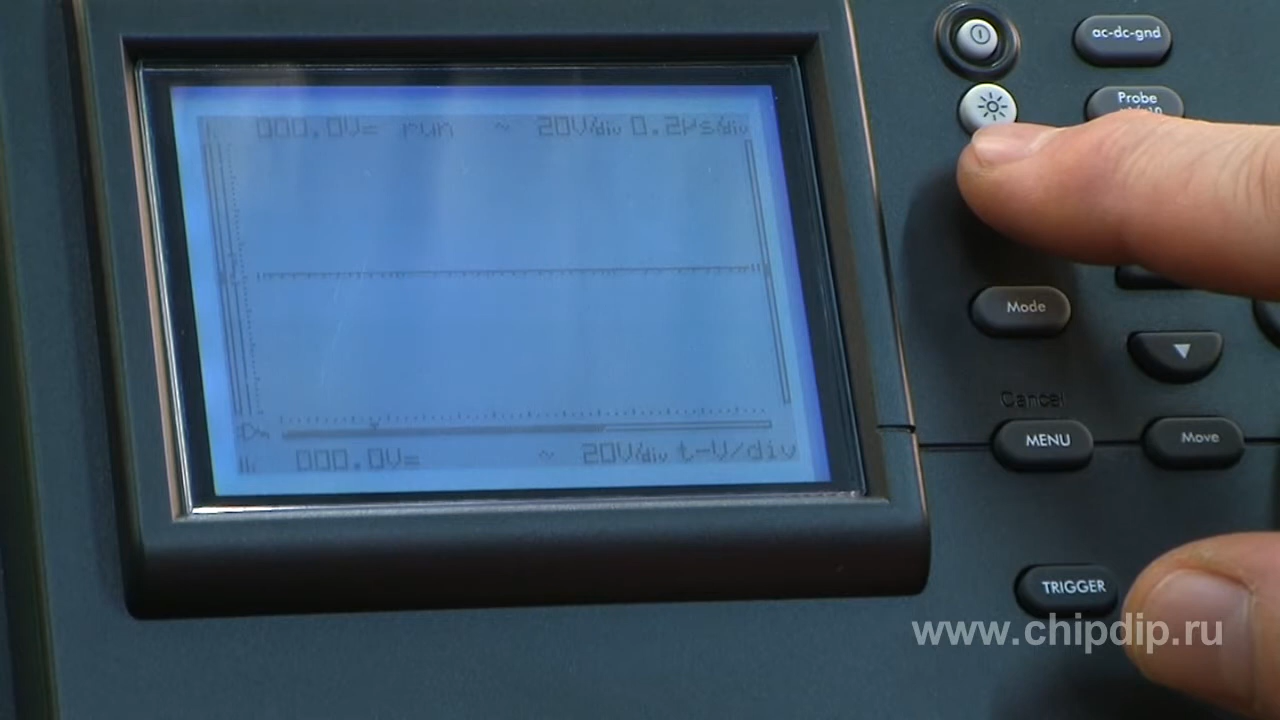 ac-dc-gnd
Probe
000.0V= run ~ 20V/div 0.2µs/div
Mode
Cancel
MENU
Move
000.0V= ~ 20V/div t-V/div
TRIGGER
www.chipdip.ru